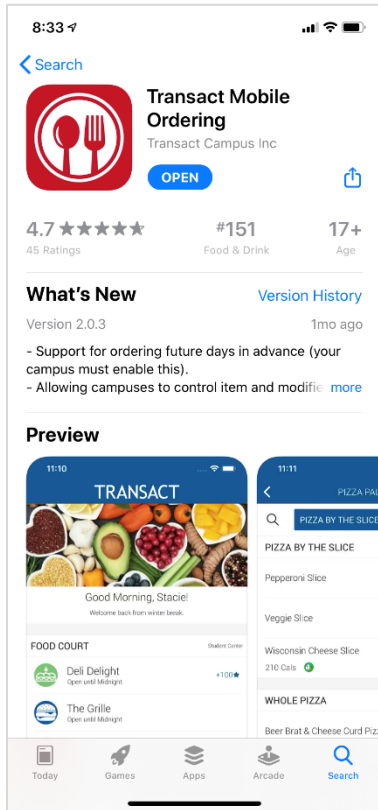 8:33
Search
Transact Mobile
Ordering
Transact Campus Inc
OPEN
4.7 #151 17+
45 Ratings Food & Drink Age
What's New Version History
Version 2.0.3 1mo ago
- Support for ordering future days in advance (your
campus must enable this).
- Allowing campuses to control item and modifie more
Preview
11:10
TRANSACT
Good Morning, Stacie!
Welcome back from winter break.
FOOD COURT Student Center
Deli Delight +100★
Open until Midnight
The Grille
Open until Midnight
11:11
PIZZA PAL
PIZZA BY THE SLICE
PIZZA BY THE SLICE
Pepperoni Slice
Veggie Slice
Wisconsin Cheese Slice
210 Cals
WHOLE PIZZA
Beer Brat & Cheese Curd Piz
Today Games Apps Arcade Search